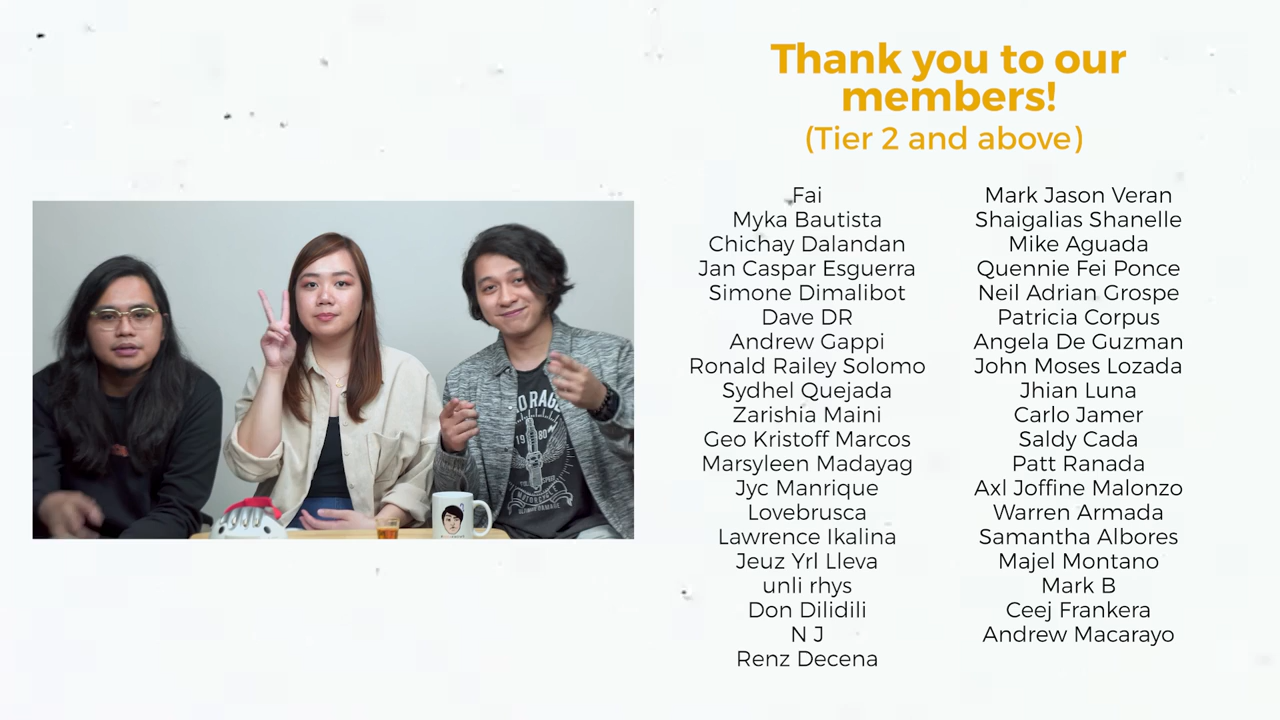 Thank you to our
members!
(Tier 2 and above)
Fai
Myka Bautista
Chichay Dalandan
Jan Caspar Esguerra
Simone Dimalibot
Dave DR
Andrew Gappi
Ronald Railey Solomo
Sydhel Quejada
Zarishia Maini
Geo Kristoff Marcos
Marsyleen Madayag
Jyc Manrique
Lovebrusca
Lawrence Ikalina
Jeuz Yrl Lleva
unli rhys
Don Dilidili
N J
Renz Decena
Mark Jason Veran
Shaigalias Shanelle
Mike Aguada
Quennie Fei Ponce
Neil Adrian Grospe
Patricia Corpus
Angela De Guzman
John Moses Lozada
Jhian Luna
Carlo Jamer
Saldy Cada
Patt Ranada
Axl Joffine Malonzo
Warren Armada
Samantha Albores
Majel Montano
Mark B
Ceej Frankera
Andrew Macarayo
RAGE
19 80
MOTORCYCLE